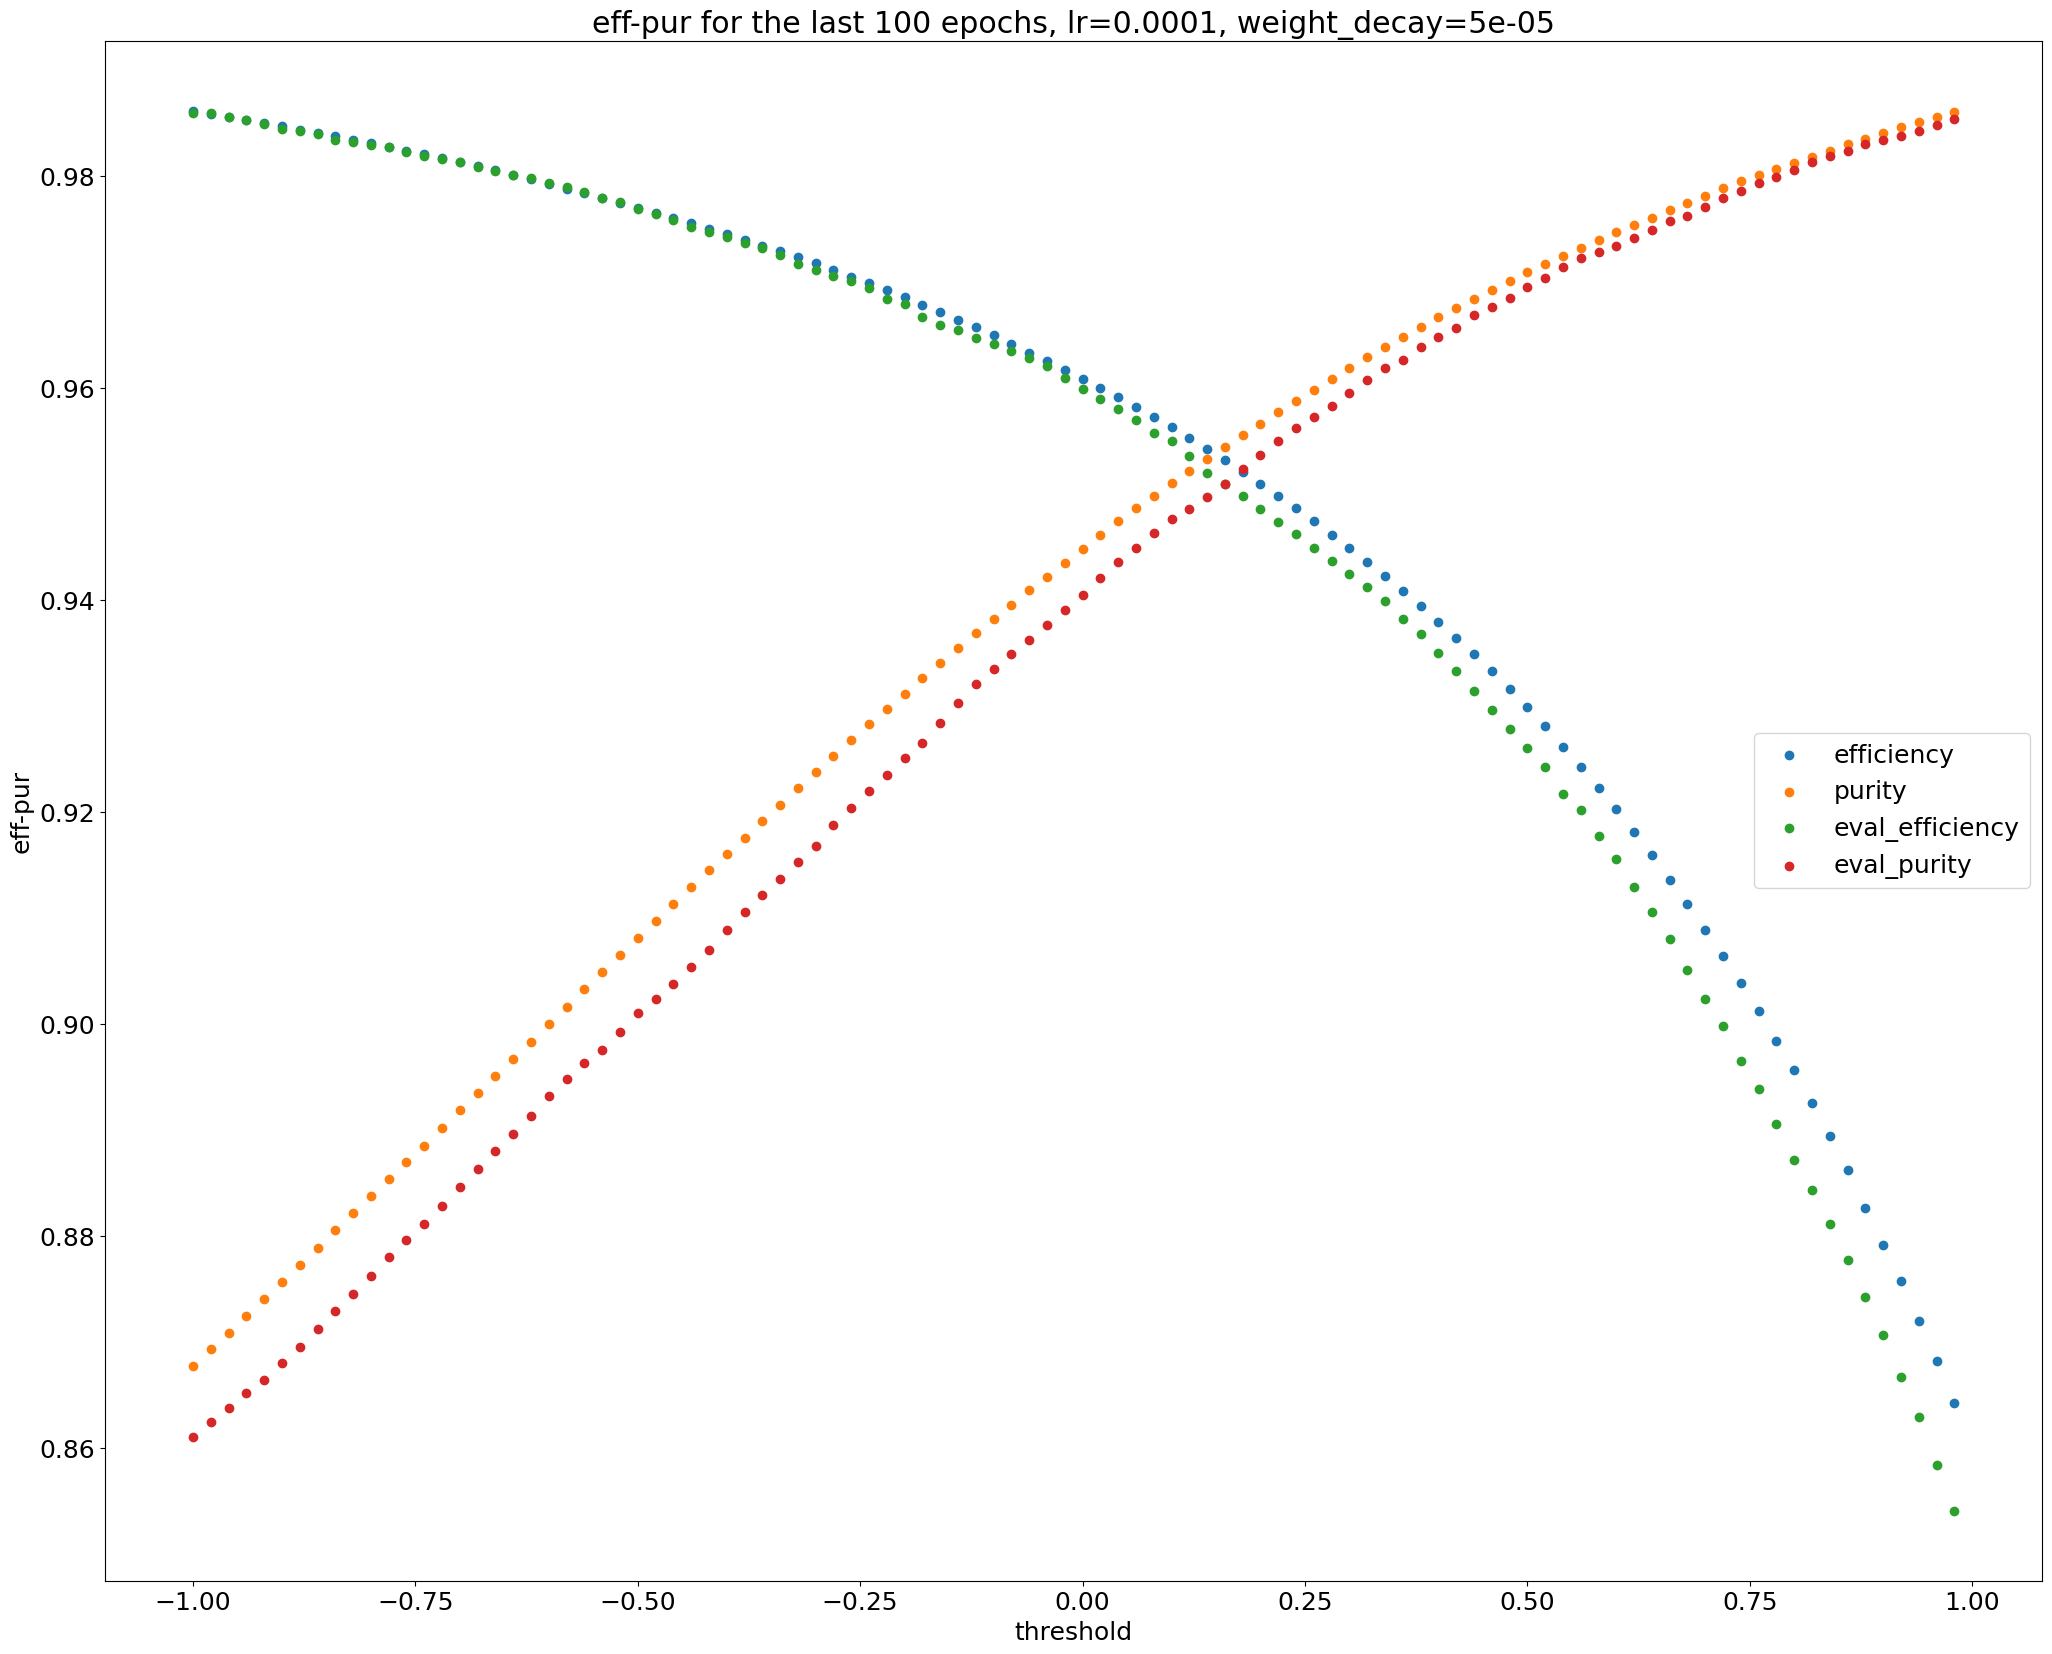 eff-pur for the last 100 epochs, lr=0.0001, weight_decay=5e-05
eff-pur
0.98
0.96
0.94
0.92
0.90
0.88
0.86
efficiency
purity
eval_efficiency
eval_purity
−1.00 −0.75 −0.50 −0.25 0.00 0.25 0.50 0.75 1.00
threshold